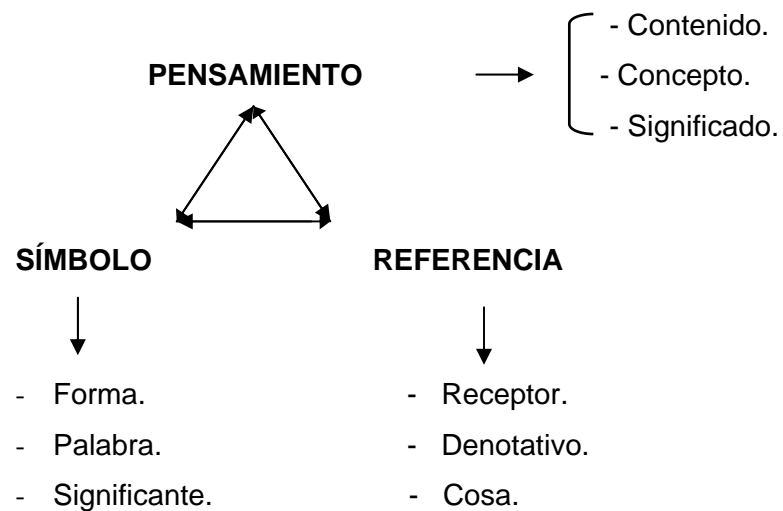 - Contenido.
PENSAMIENTO
- Concepto.
- Significado.
SÍMBOLO
REFERENCIA
- Forma.
- Palabra.
- Significante.
- Receptor.
- Denotativo.
- Cosa.